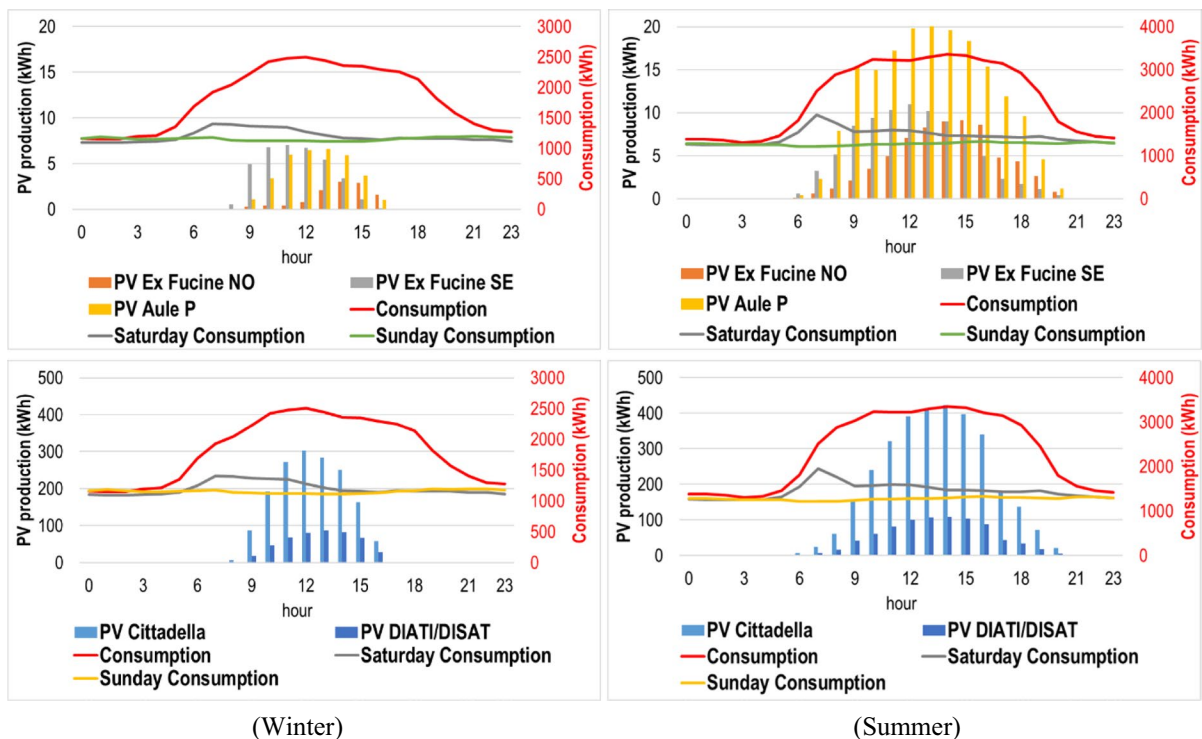 PV production (kWh)
20
15
10
5
0
3000
2500
2000
1500
1000
500
0
Consumption (kWh)
0 3 6 9 12 15 18 21 23
hour
PV Ex Fucine NO PV Ex Fucine SE
PV Aule P Consumption
Saturday Consumption Sunday Consumption
PV production (kWh)
20
15
10
5
0
4000
3000
2000
1000
0
Consumption (kWh)
0 3 6 9 12 15 18 21 23
hour
PV Ex Fucine NO PV Ex Fucine SE
PV Aule P Consumption
Saturday Consumption Sunday Consumption
PV production (kWh)
500
400
300
200
100
0
3000
2500
2000
1500
1000
500
0
Consumption (kWh)
0 3 6 9 12 15 18 21 23
hour
PV Cittadella PV DIATI/DISAT
Consumption Saturday Consumption
Sunday Consumption
PV production (kWh)
500
400
300
200
100
0
4000
3000
2000
1000
0
Consumption (kWh)
0 3 6 9 12 15 18 21 23
hour
PV Cittadella PV DIATI/DISAT
Consumption Saturday Consumption
Sunday Consumption
(Winter) (Summer)